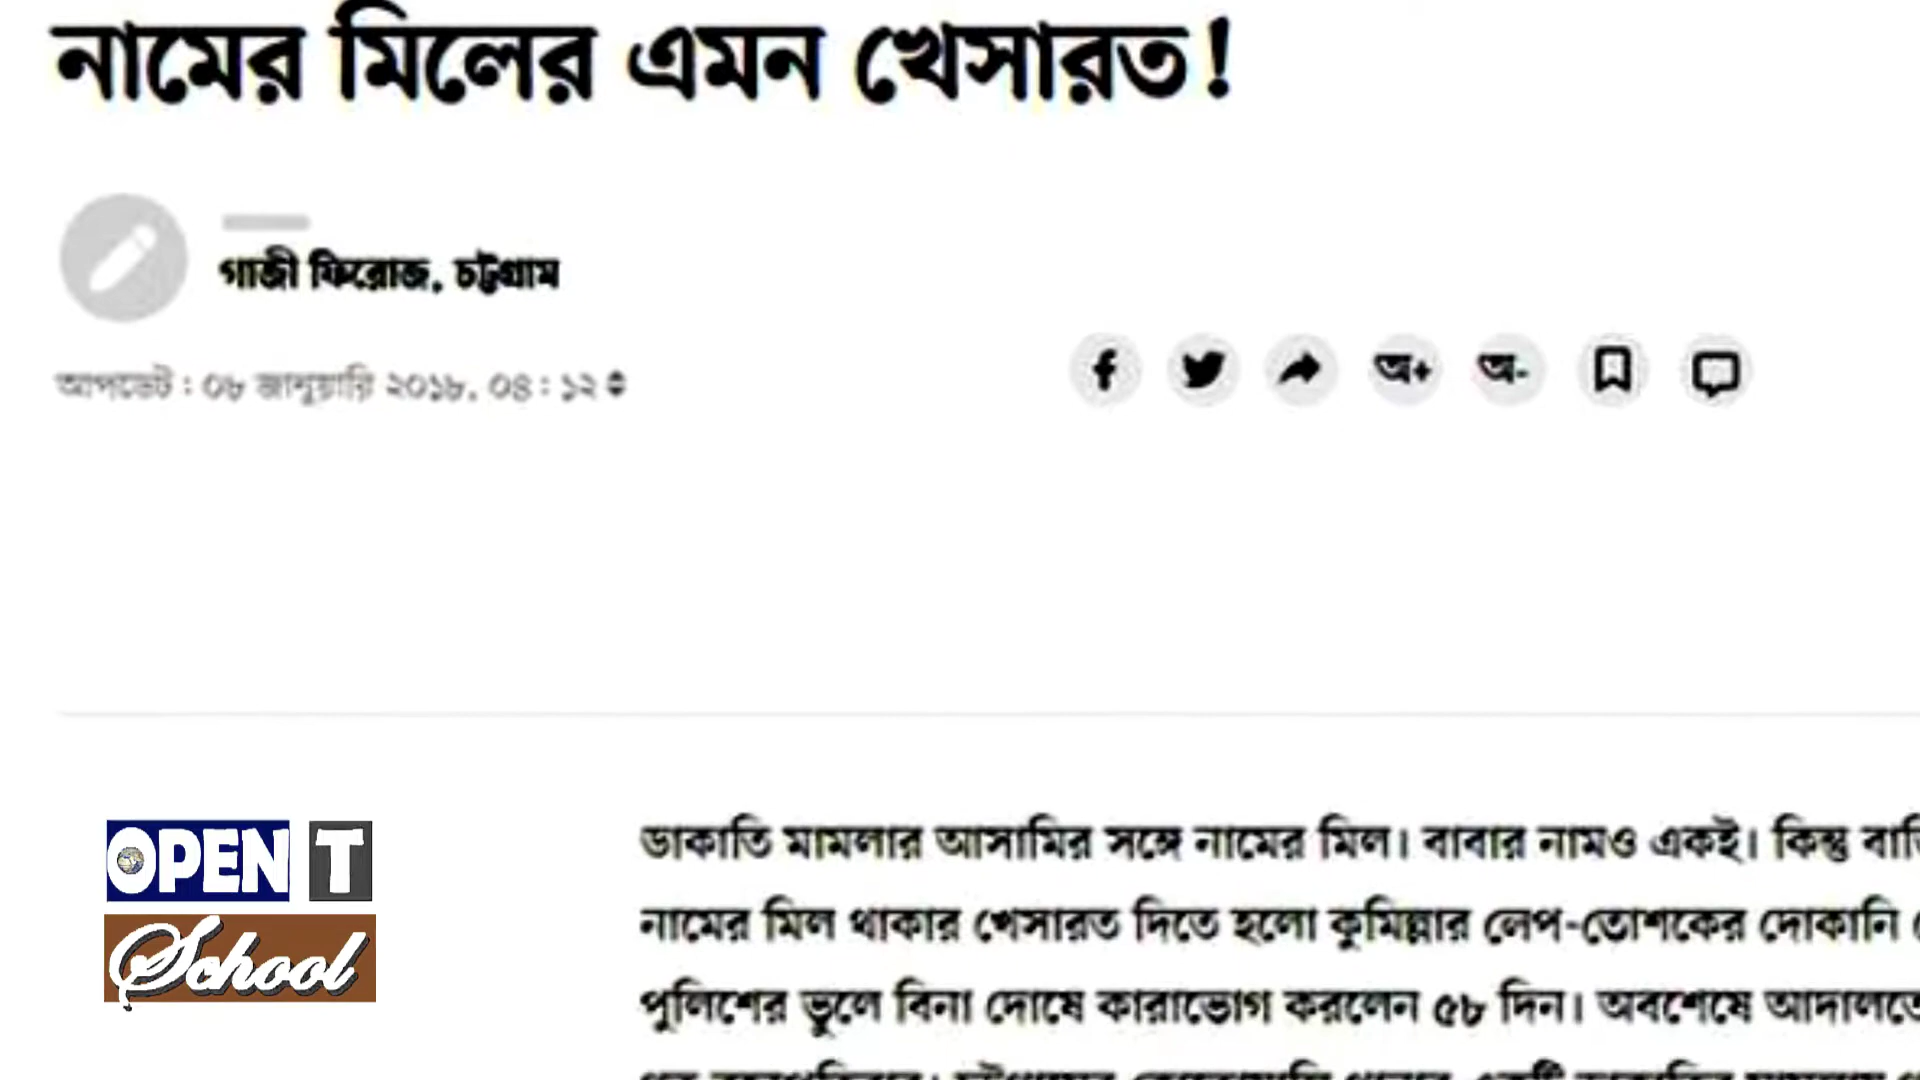 নামের মিলের এমন খেসারত!
গাজী ফিরোজ, চট্টগ্রাম
আপডেট : ০৮ জানুয়ারি ২০১৮, ০৪ : ১২
অ+ অ-
OPEN T
School
ডাকাতি মামলার আসামির সঙ্গে নামের মিল। বাবার নামও একই। কিন্তু
নামের মিল থাকার খেসারত দিতে হলো কুমিল্লার লেপ-তোশকের দোকানি
পুলিশের ভুলে বিনা দোষে কারাভোগ করলেন ৫৮ দিন। অবশেষে